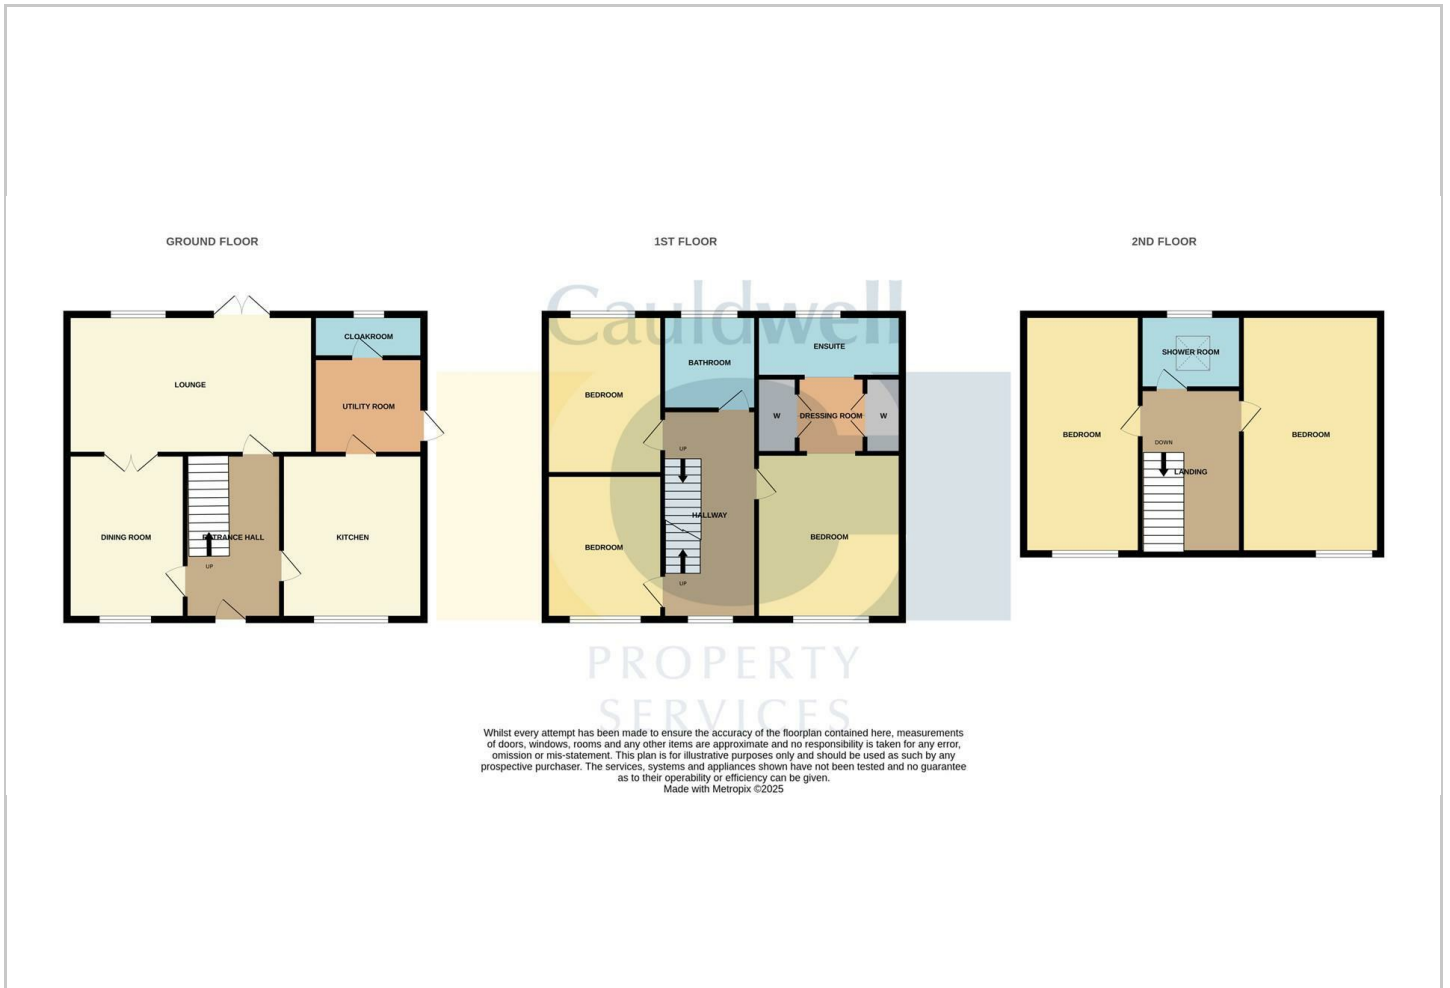 GROUND FLOOR
1ST FLOOR
2ND FLOOR
Cauldwell
CLOAKROOM
LOUNGE
UTILITY ROOM
DINING ROOM
ENTRANCE HALL
KITCHEN
UP
ENSUITE
BATHROOM
BEDROOM
W
DRESSING ROOM
W
UP
HALLWAY
BEDROOM
BEDROOM
UP
SHOWER ROOM
BEDROOM
BEDROOM
DOWN
LANDING
PROPERTY
SERVICES
Whilst every attempt has been made to ensure the accuracy of the floorplan contained here, measurements
of doors, windows, rooms and any other items are approximate and no responsibility is taken for any error,
omission or mis-statement. This plan is for illustrative purposes only and should be used as such by any
prospective purchaser. The services, systems and appliances shown have not been tested and no guarantee
as to their operability or efficiency can be given.
Made with Metropix ©2025